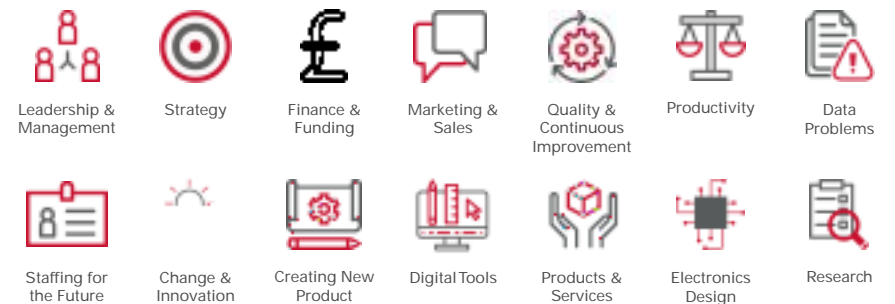 Leadership &
Management
Strategy
Finance &
Funding
Marketing &
Sales
Quality &
Continuous
Improvement
Productivity
Data
Problems
Staffing for
the Future
Change &
Innovation
Creating New
Product
Digital Tools
Products &
Services
Electronics
Design
Research